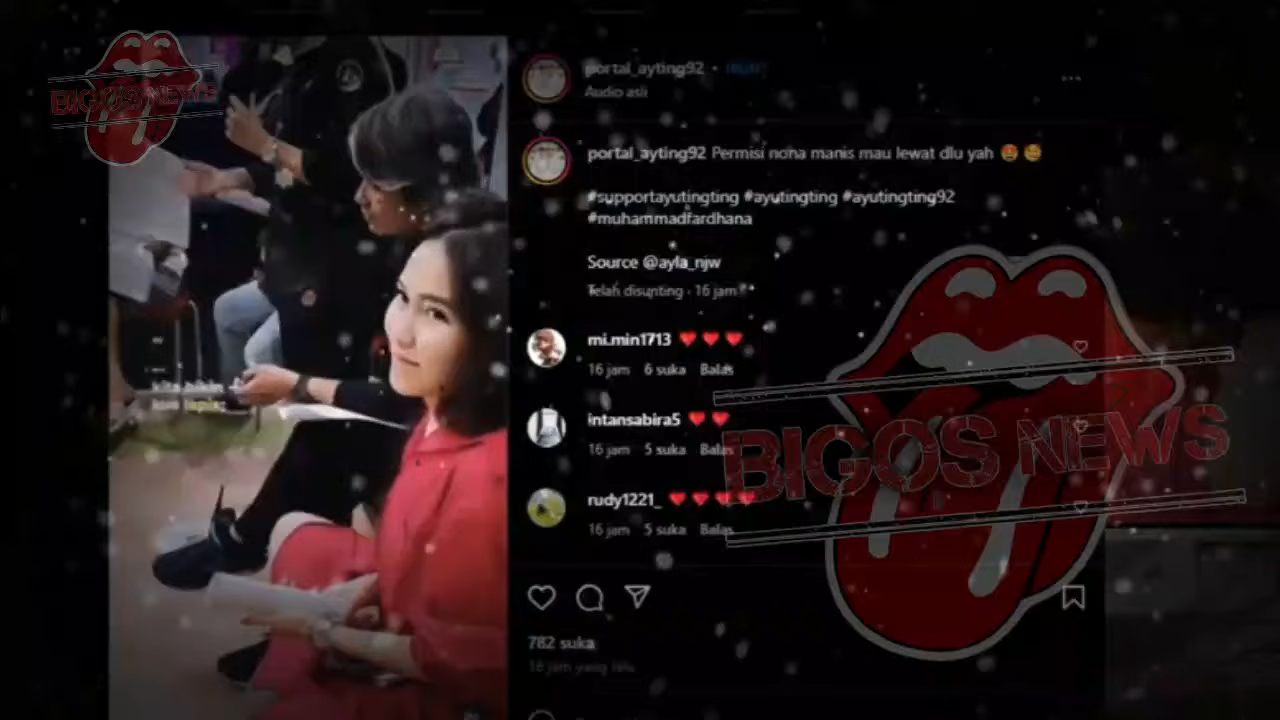 BIGOS NEWS
portal_ayting92 •
Audio asli
portal_ayting92 Permisi nona manis mau lewat dlu yah
#supportayutingting #ayutingting #ayutingting92
#muhammadfardhana
Source @ayla_njw
Telah disunting · 16 jam
mi.min1713
16 jam 6 suka Balas
intansabira5
16 jam 5 suka Balas
rudy1221_
16 jam 5 suka Balas
BIGOS NEWS
782 suka
16 jam yang lalu